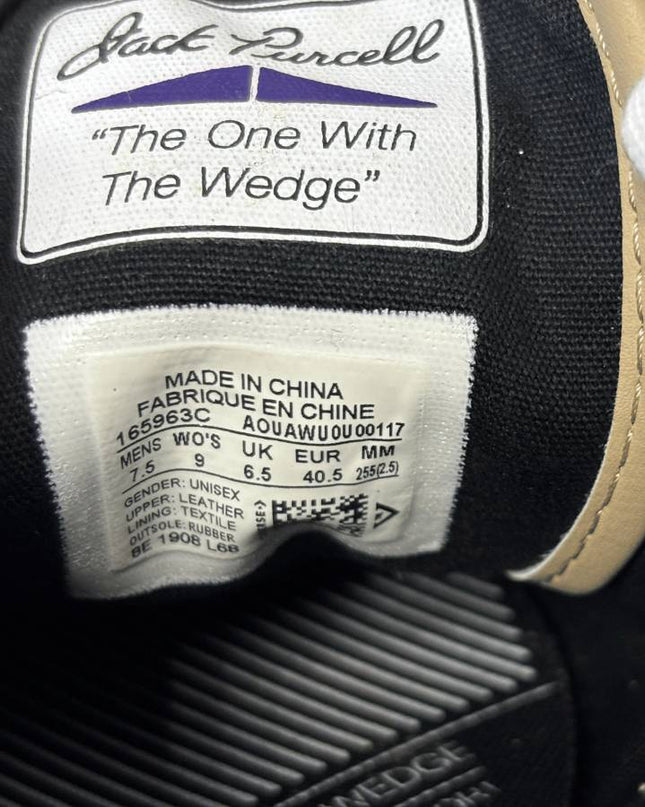 Jack Purcell
"The One With
The Wedge"
MADE IN CHINA
FABRIQUE EN CHINE
165963C AOUAWU0U00117
MENS WO'S UK EUR MM
7.5 9 6.5 40.5 255(2.5)
GENDER: UNISEX
UPPER: LEATHER
LINING: TEXTILE
OUTSOLE: RUBBER
BE 1908 L6B
WEDGE